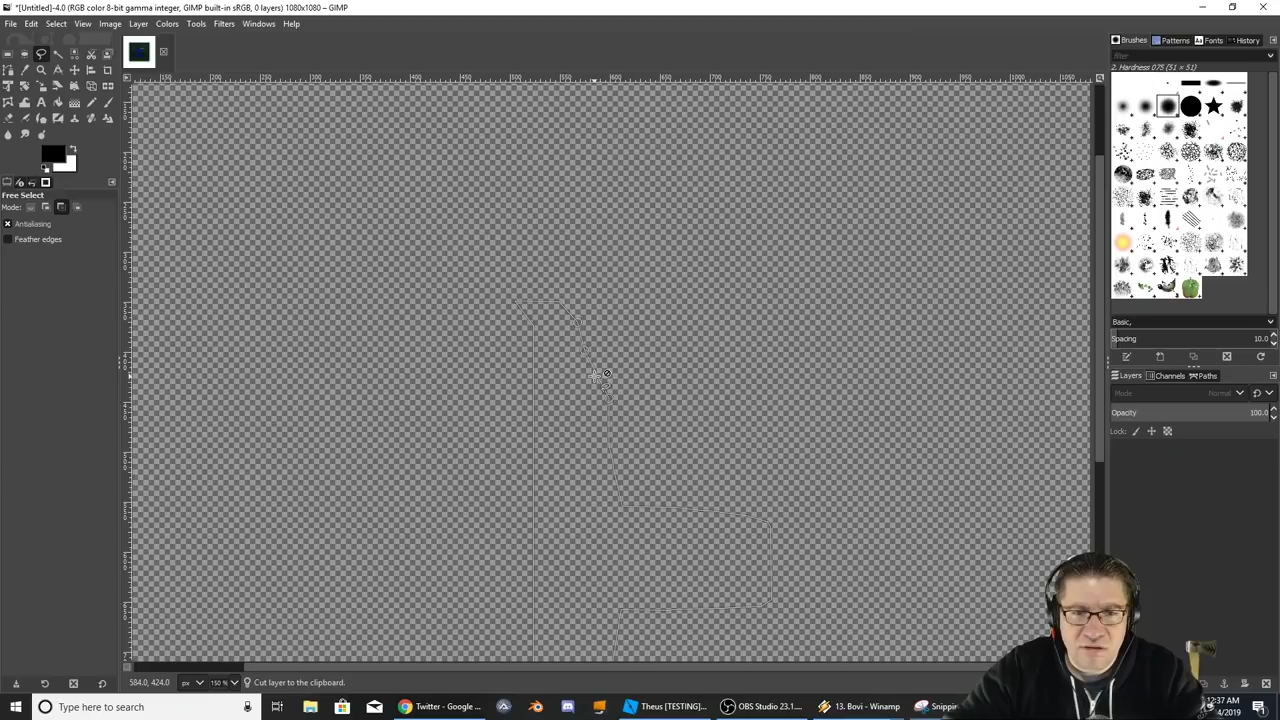 *[Untitled]-4.0 (RGB color 8-bit gamma integer, GIMP built-in sRGB, 0 layers) 1080x1080 – GIMP
File Edit Select View Image Layer Colors Tools Filters Windows Help
Brushes Patterns Fonts History
filter
2. Hardness 075 (51 × 51)
Free Select
Mode:
Antialiasing
Feather edges
Basic,
Spacing 10.0
Layers Channels Paths
Mode Normal
Opacity 100.0
Lock:
584.0, 424.0 px 150 % Cut layer to the clipboard.
Type here to search
Twitter - Google ...
Theus [TESTING]...
OBS Studio 23.1....
13. Bovi - Winamp
Snippin
12:37 AM
4/2019